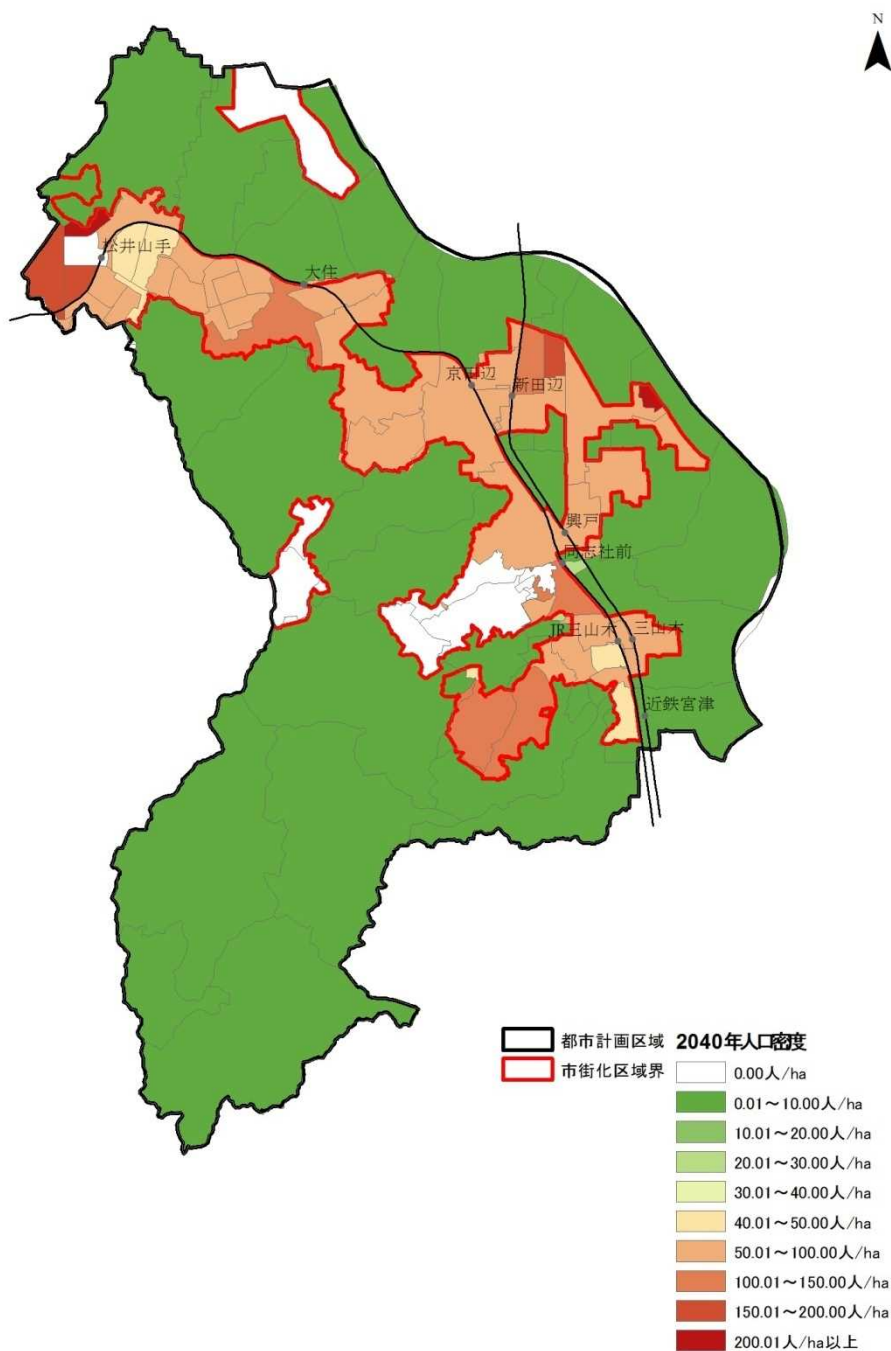 N
松井山手
大住
京田辺
新田辺
興戸
同志社前
JR三山木
三山木
近鉄宮津
都市計画区域
市街化区域界
2040年人口密度
0.00人/ha
0.01～10.00人/ha
10.01～20.00人/ha
20.01～30.00人/ha
30.01～40.00人/ha
40.01～50.00人/ha
50.01～100.00人/ha
100.01～150.00人/ha
150.01～200.00人/ha
200.01人/ha以上